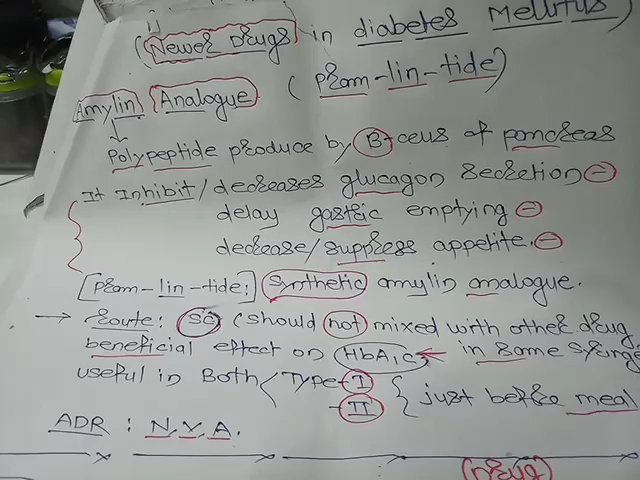 (Newer Drugs in diabetes Mellitus)
Amylin Analogue (Pram-lin-tide)
↓
Polypeptide produce by B-cells of pancreas
It Inhibit/decreases glucagon secretion ⊖
delay gastric emptying ⊖
decrease/suppress appetite. ⊖
[Pram-lin-tide:] Synthetic amylin analogue.
→ Route: SC (should not mixed with other drug
beneficial effect on HbA1c ← in same syringe
useful in Both < Type-I
-II } just before meal
ADR : N.V.A.
(Drug)